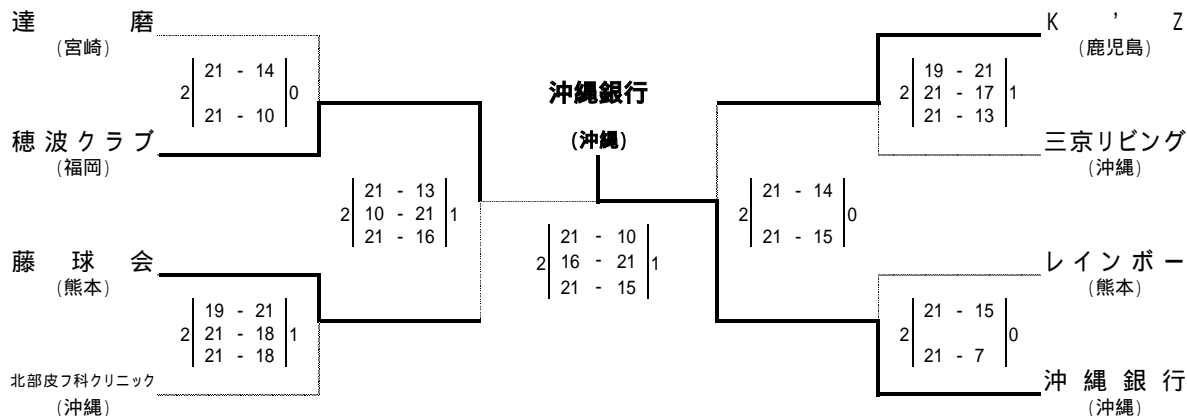 達磨
(宮崎)
2 21 - 14 0
21 - 10
穂波クラブ
(福岡)
2 21 - 13 1
10 - 21
21 - 16
藤球会
(熊本)
2 19 - 21 1
21 - 18
21 - 18
北部皮フ科クリニック
(沖縄)
沖縄銀行
(沖縄)
2 21 - 10 1
16 - 21
21 - 15
K'Z
(鹿児島)
2 19 - 21 1
21 - 17
21 - 13
三京リビング
(沖縄)
2 21 - 14 0
21 - 15
レインボー
(熊本)
2 21 - 15 0
21 - 7
沖縄銀行
(沖縄)